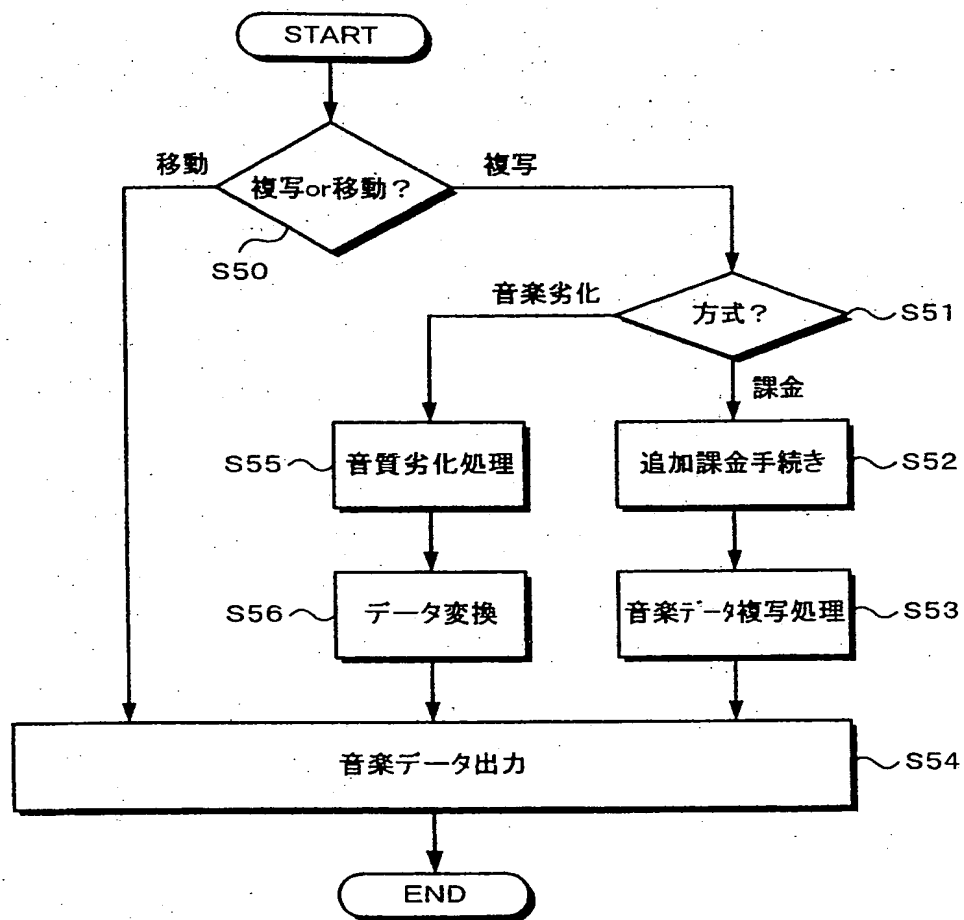 START
移動
複写
複写or移動?
S50
音楽劣化
方式?
S51
課金
S55
音質劣化処理
追加課金手続き
S52
S56
データ変換
音楽データ複写処理
S53
音楽データ出力
S54
END